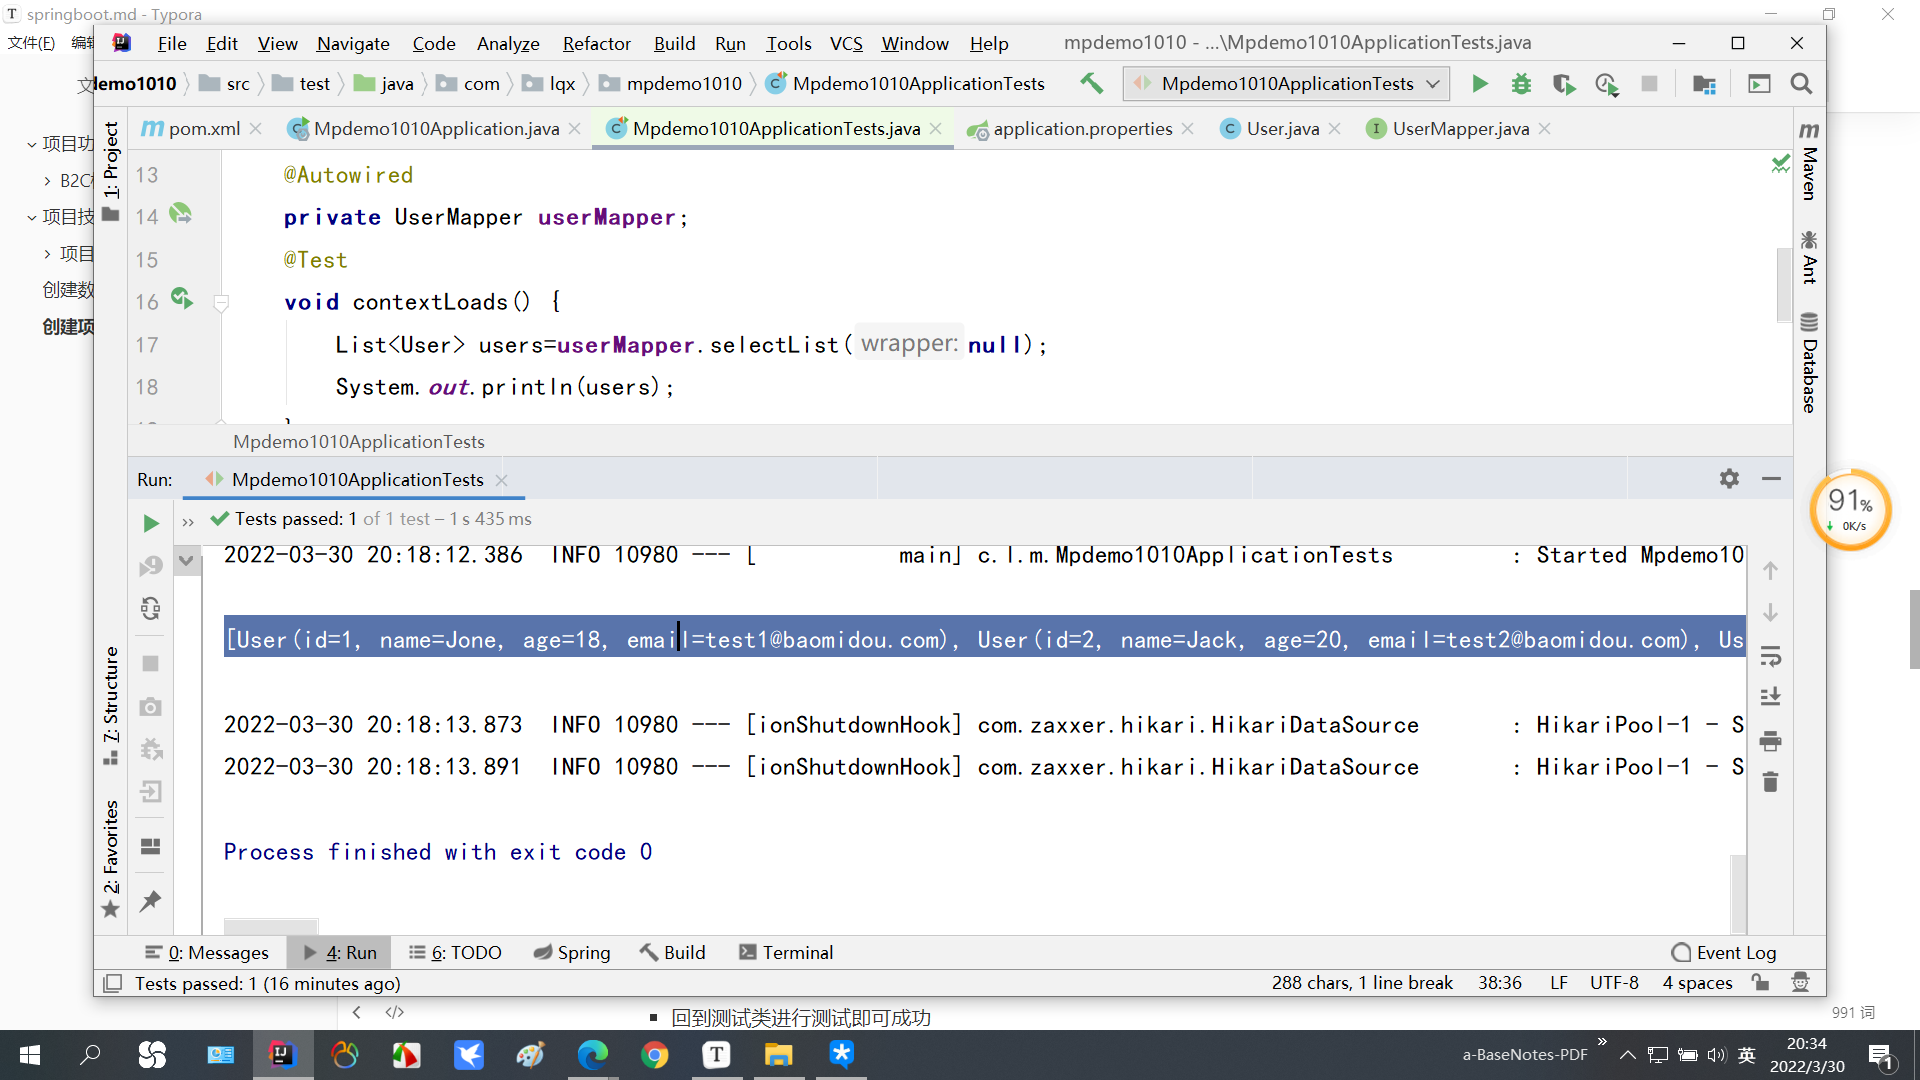 springboot.md - Typora
文件(F) 编辑
File Edit View Navigate Code Analyze Refactor Build Run Tools VCS Window Help mpdemo1010 - ...\Mpdemo1010ApplicationTests.java
demo1010 src test java com lqx mpdemo1010 Mpdemo1010ApplicationTests Mpdemo1010ApplicationTests
pom.xml Mpdemo1010Application.java Mpdemo1010ApplicationTests.java application.properties User.java UserMapper.java
项目功
B2C
项目技
项目
创建数
创建项
1: Project
7: Structure
2: Favorites
Maven
Ant
Database
13 @Autowired
14 private UserMapper userMapper;
15 @Test
16 void contextLoads() {
17 List<User> users=userMapper.selectList( wrapper: null);
18 System.out.println(users);
Mpdemo1010ApplicationTests
Run: Mpdemo1010ApplicationTests
Tests passed: 1 of 1 test – 1 s 435 ms
2022-03-30 20:18:12.386 INFO 10980 --- [ main] c.l.m.Mpdemo1010ApplicationTests : Started Mpdemo10
[User(id=1, name=Jone, age=18, email=test1@baomidou.com), User(id=2, name=Jack, age=20, email=test2@baomidou.com), Us
2022-03-30 20:18:13.873 INFO 10980 --- [ionShutdownHook] com.zaxxer.hikari.HikariDataSource : HikariPool-1 - S
2022-03-30 20:18:13.891 INFO 10980 --- [ionShutdownHook] com.zaxxer.hikari.HikariDataSource : HikariPool-1 - S
Process finished with exit code 0
91%
0K/s
0: Messages 4: Run 6: TODO Spring Build Terminal Event Log
Tests passed: 1 (16 minutes ago) 288 chars, 1 line break 38:36 LF UTF-8 4 spaces
回到测试类进行测试即可成功
991 词
a-BaseNotes-PDF
英
20:34
2022/3/30
1